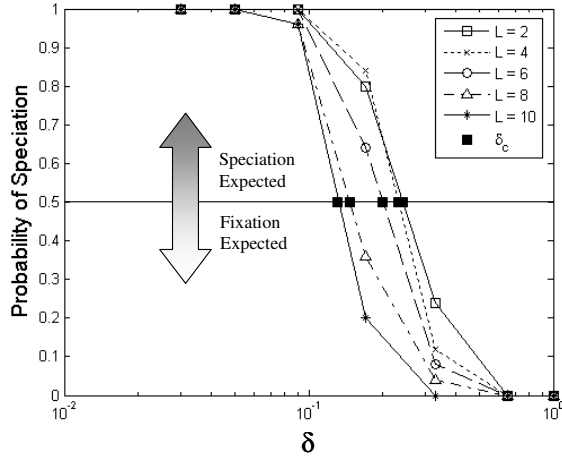 1
0.9
0.8
0.7
0.6
0.5
0.4
0.3
0.2
0.1
0
Probability of Speciation
Speciation
Expected
Fixation
Expected
L = 2
L = 4
L = 6
L = 8
L = 10
δc
10-2
10-1
100
δ